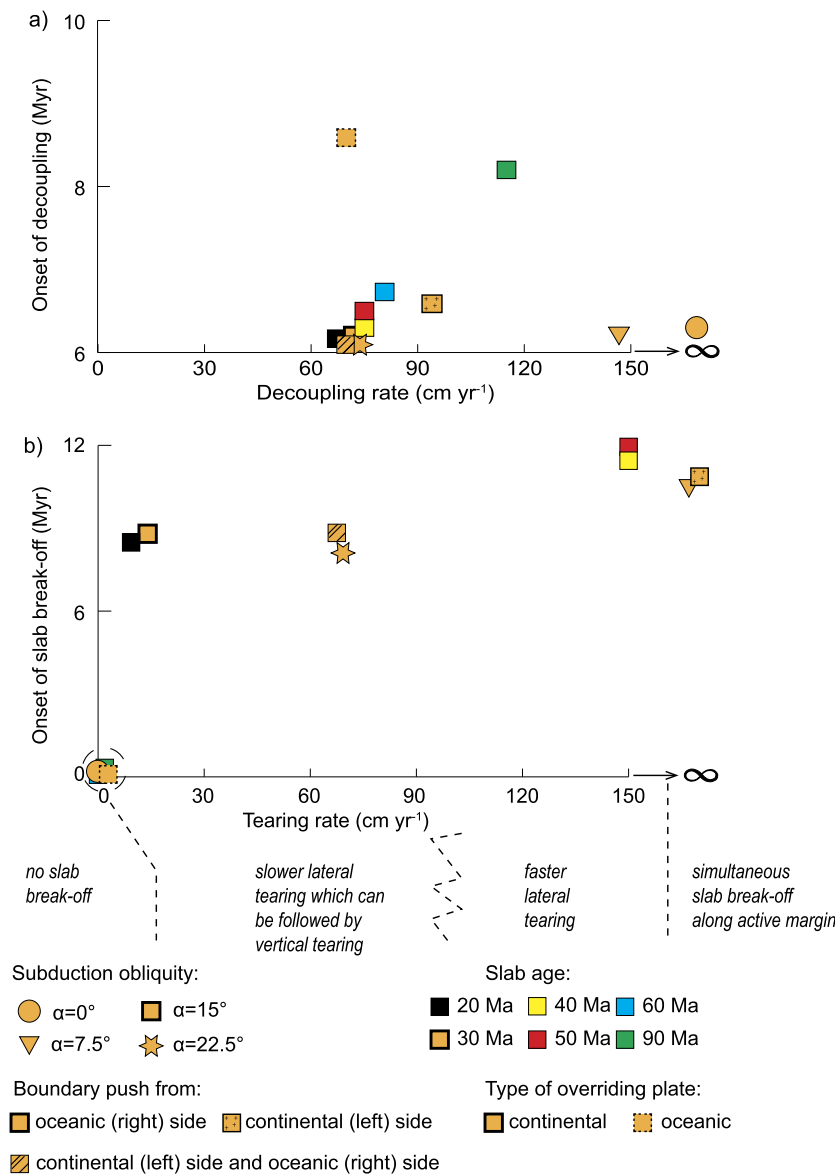 a)
10
8
6
Onset of decoupling (Myr)
0
30
60
90
120
150
∞
Decoupling rate (cm yr⁻¹)
b)
12
6
0
Onset of slab break-off (Myr)
0
30
60
90
120
150
∞
Tearing rate (cm yr⁻¹)
no slab
break-off
slower lateral
tearing which can
be followed by
vertical tearing
faster
lateral
tearing
simultaneous
slab break-off
along active margin
Subduction obliquity:
α=0°
α=15°
α=7.5°
α=22.5°
Slab age:
20 Ma
40 Ma
60 Ma
30 Ma
50 Ma
90 Ma
Boundary push from:
oceanic (right) side
continental (left) side
continental (left) side and oceanic (right) side
Type of overriding plate:
continental
oceanic